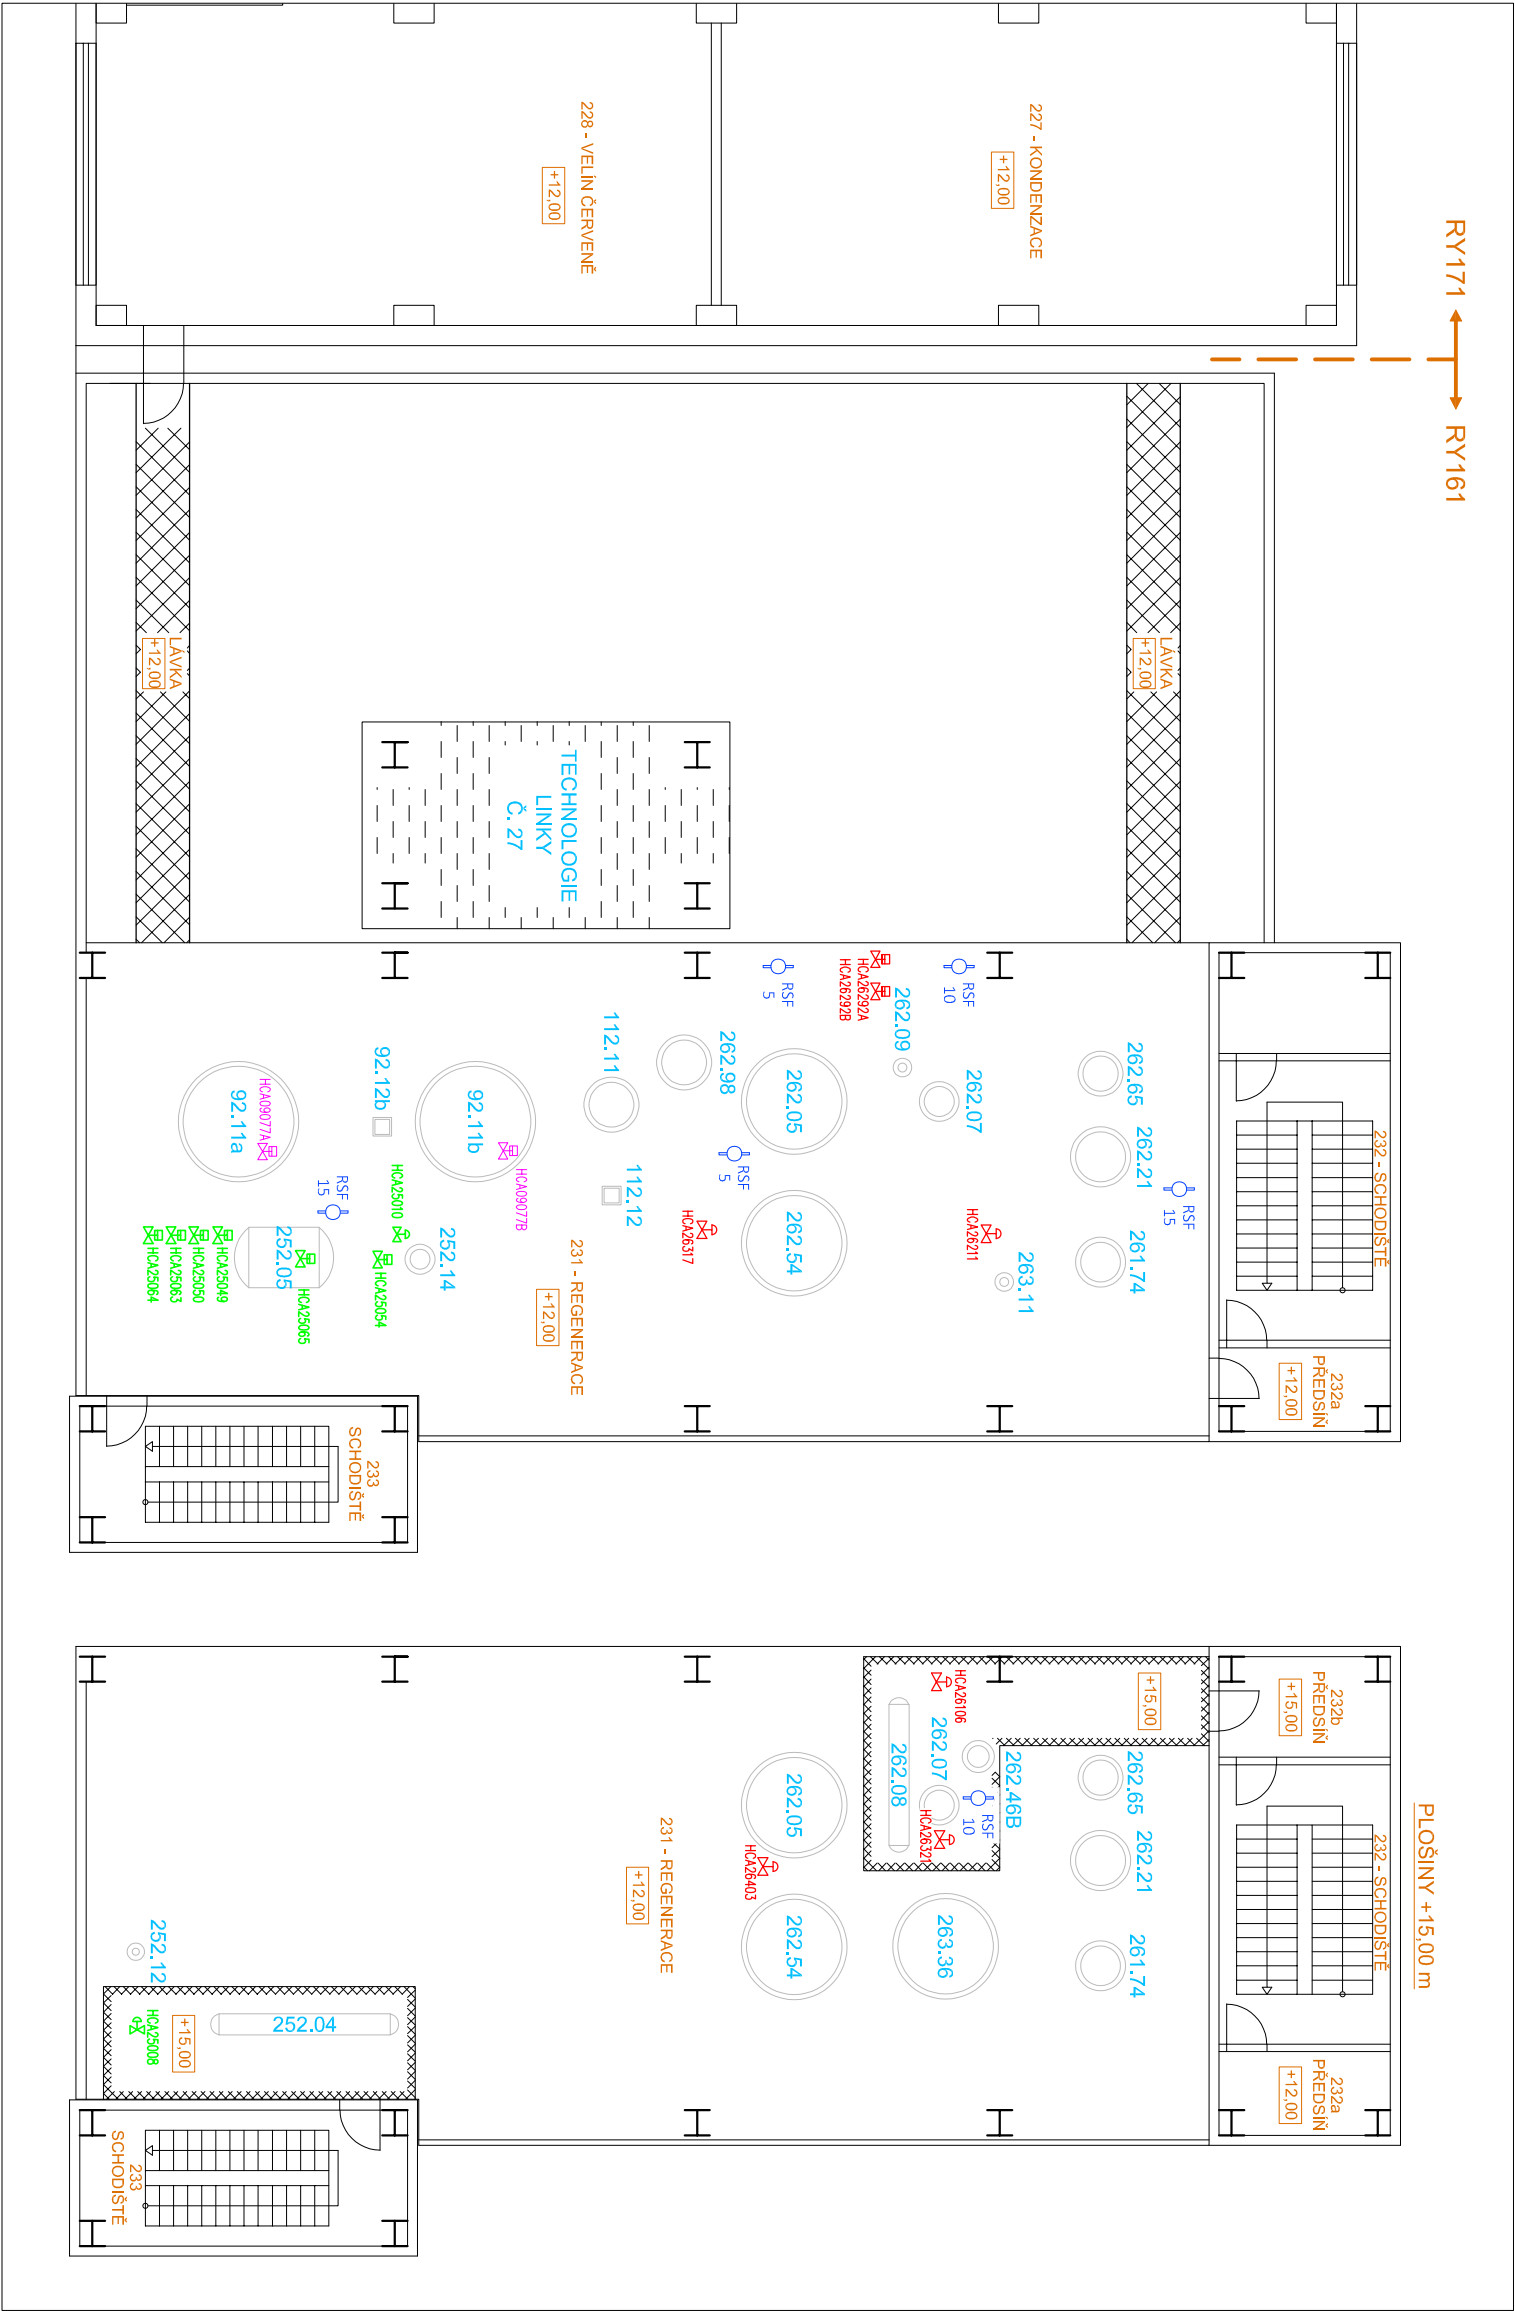 RY171
RY161
227 - KONDENZACE
+12,00
228 - VELÍN ČERVENĚ
+12,00
LÁVKA
+12,00
LÁVKA
+12,00
TECHNOLOGIE
LINKY
Č. 27
232 - SCHODIŠTĚ
232a
PŘEDSÍŇ
+12,00
RSF
15
262.65
262.21
261.74
RSF
10
262.09
262.07
HCA26211
263.11
HCA26292A
HCA26292B
RSF
5
262.05
262.54
262.98
RSF
5
HCA26317
112.11
112.12
231 - REGENERACE
+12,00
92.11b
HCA09077B
92.12b
HCA25010
252.14
HCA25054
RSF
15
HCA09077A
92.11a
252.05
HCA25065
HCA25049
HCA25050
HCA25063
HCA25064
233
SCHODIŠTĚ
PLOŠINY +15,00 m
232b
PŘEDSÍŇ
+15,00
232 - SCHODIŠTĚ
232a
PŘEDSÍŇ
+12,00
+15,00
262.65
262.21
261.74
HCA26106
262.46B
262.07
RSF
10
262.08
HCA26321
263.36
262.05
HCA26403
262.54
231 - REGENERACE
+12,00
252.12
252.04
+15,00
HCA25008
233
SCHODIŠTĚ